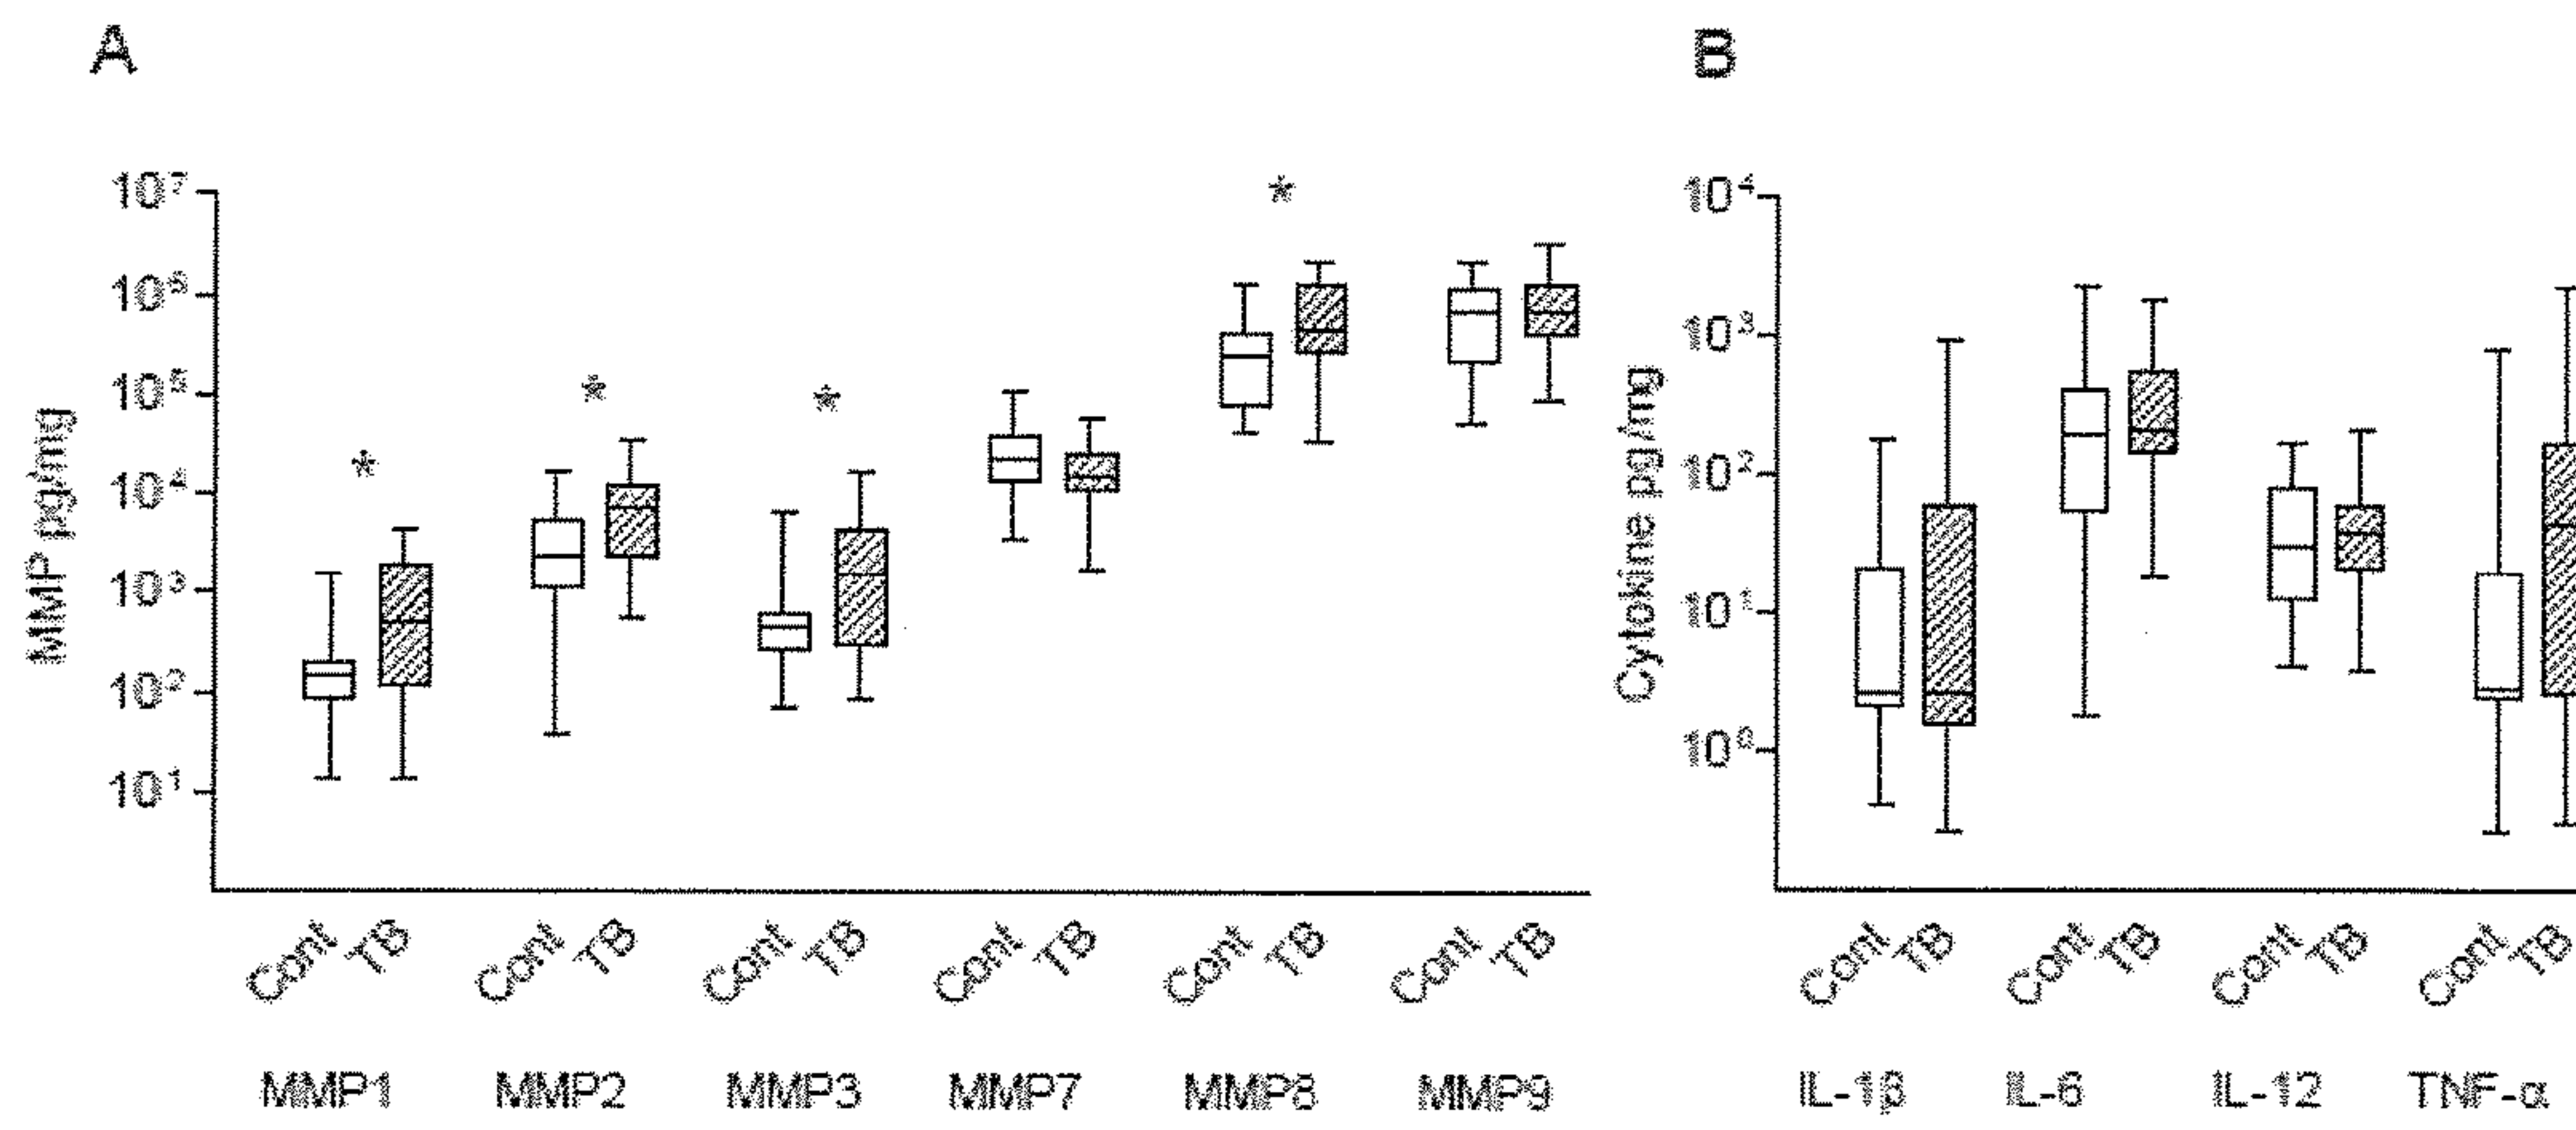 A
MMP pg/mg
10⁷
10⁶
10⁵
10⁴
10³
10²
10¹
*
*
*
*
Cont TB Cont TB Cont TB Cont TB Cont TB Cont TB
MMP1 MMP2 MMP3 MMP7 MMP8 MMP9
B
Cytokine pg/mg
10⁴
10³
10²
10¹
10⁰
Cont TB Cont TB Cont TB Cont TB
IL-1β IL-6 IL-12 TNF-α